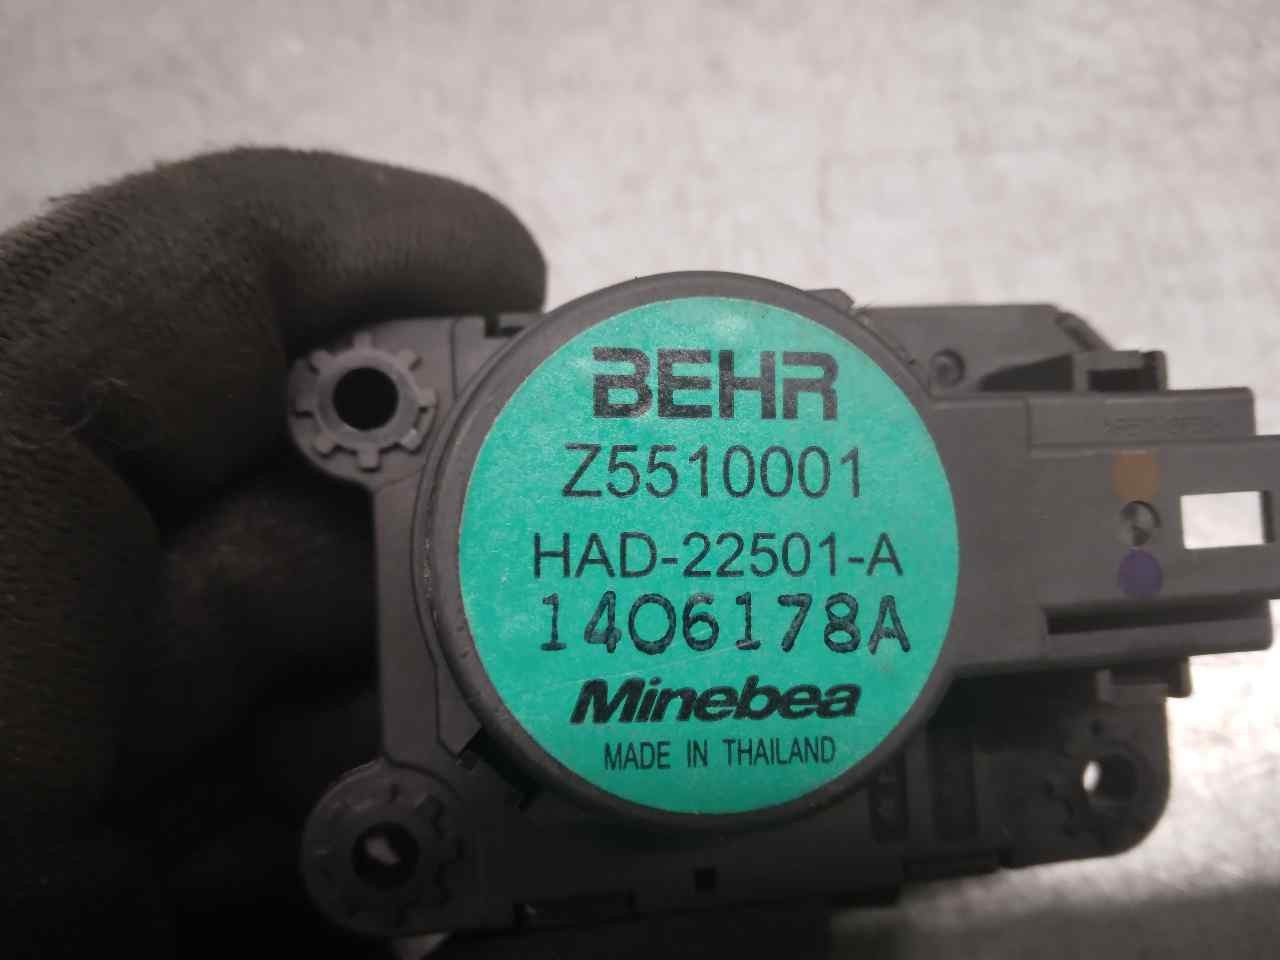 BEHR
Z5510001
HAD-22501-A
1406178A
Minebea
MADE IN THAILAND